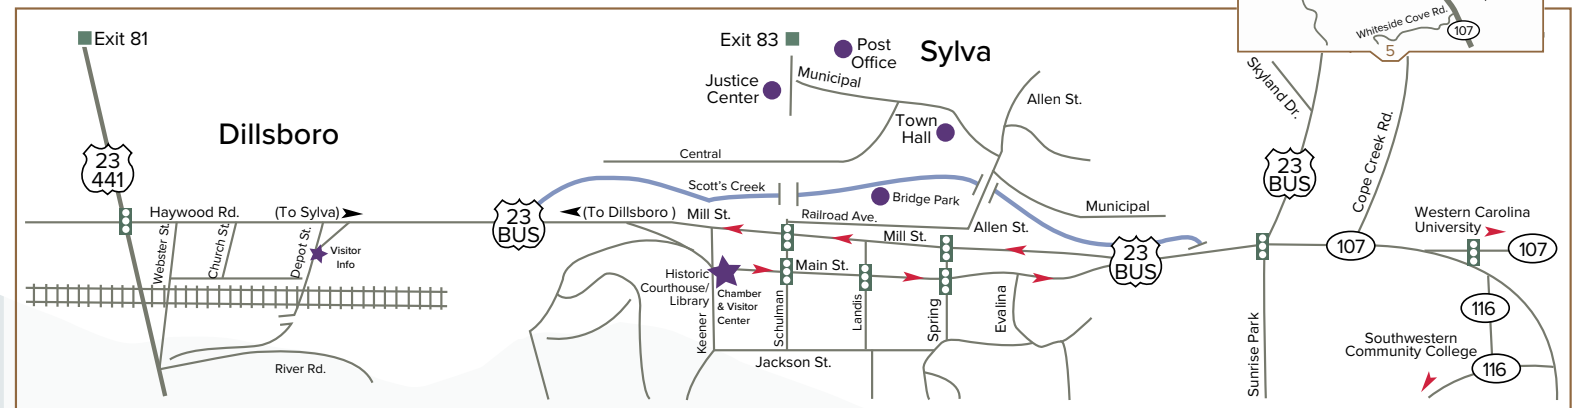 Whiteside Cove Rd.
107
5
Exit 81
Exit 83
Post
Office
Sylva
Justice
Center
Municipal
Skyland Dr.
Allen St.
Dillsboro
Town
Hall
Cope Creek Rd.
23
441
Central
23
BUS
Scott's Creek
Bridge Park
Haywood Rd.
(To Sylva)
23
BUS
(To Dillsboro )
Mill St.
Railroad Ave.
Allen St.
Municipal
Western Carolina
University
Webster St.
Church St.
Depot St.
Visitor
Info
Mill St.
23
BUS
107
107
Main St.
Historic
Courthouse/
Library
Chamber
& Visitor
Center
Keener
Schulman
Landis
Spring
Evalina
Sunrise Park
116
Southwestern
Community College
116
River Rd.
Jackson St.